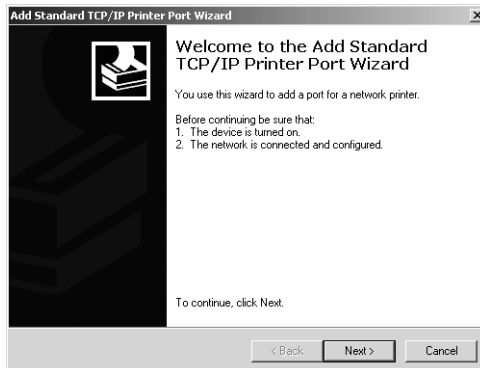 Add Standard TCP/IP Printer Port Wizard
Welcome to the Add Standard
TCP/IP Printer Port Wizard
You use this wizard to add a port for a network printer.
Before continuing be sure that:
1. The device is turned on.
2. The network is connected and configured.
To continue, click Next.
< Back Next > Cancel